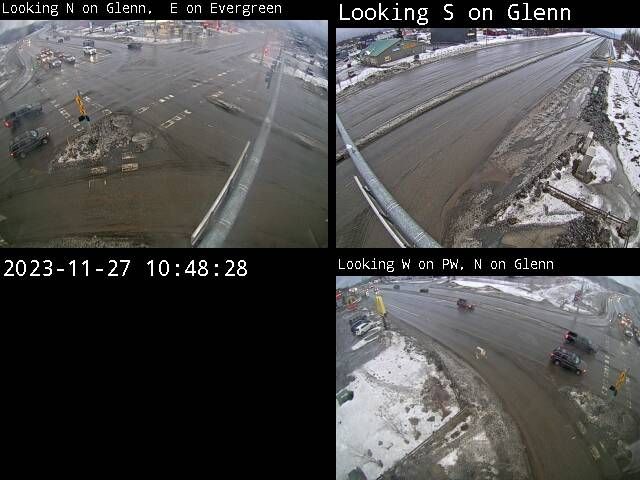 Looking N on Glenn,  E on Evergreen
Looking S on Glenn
2023-11-27 10:48:28
Looking W on PW, N on Glenn